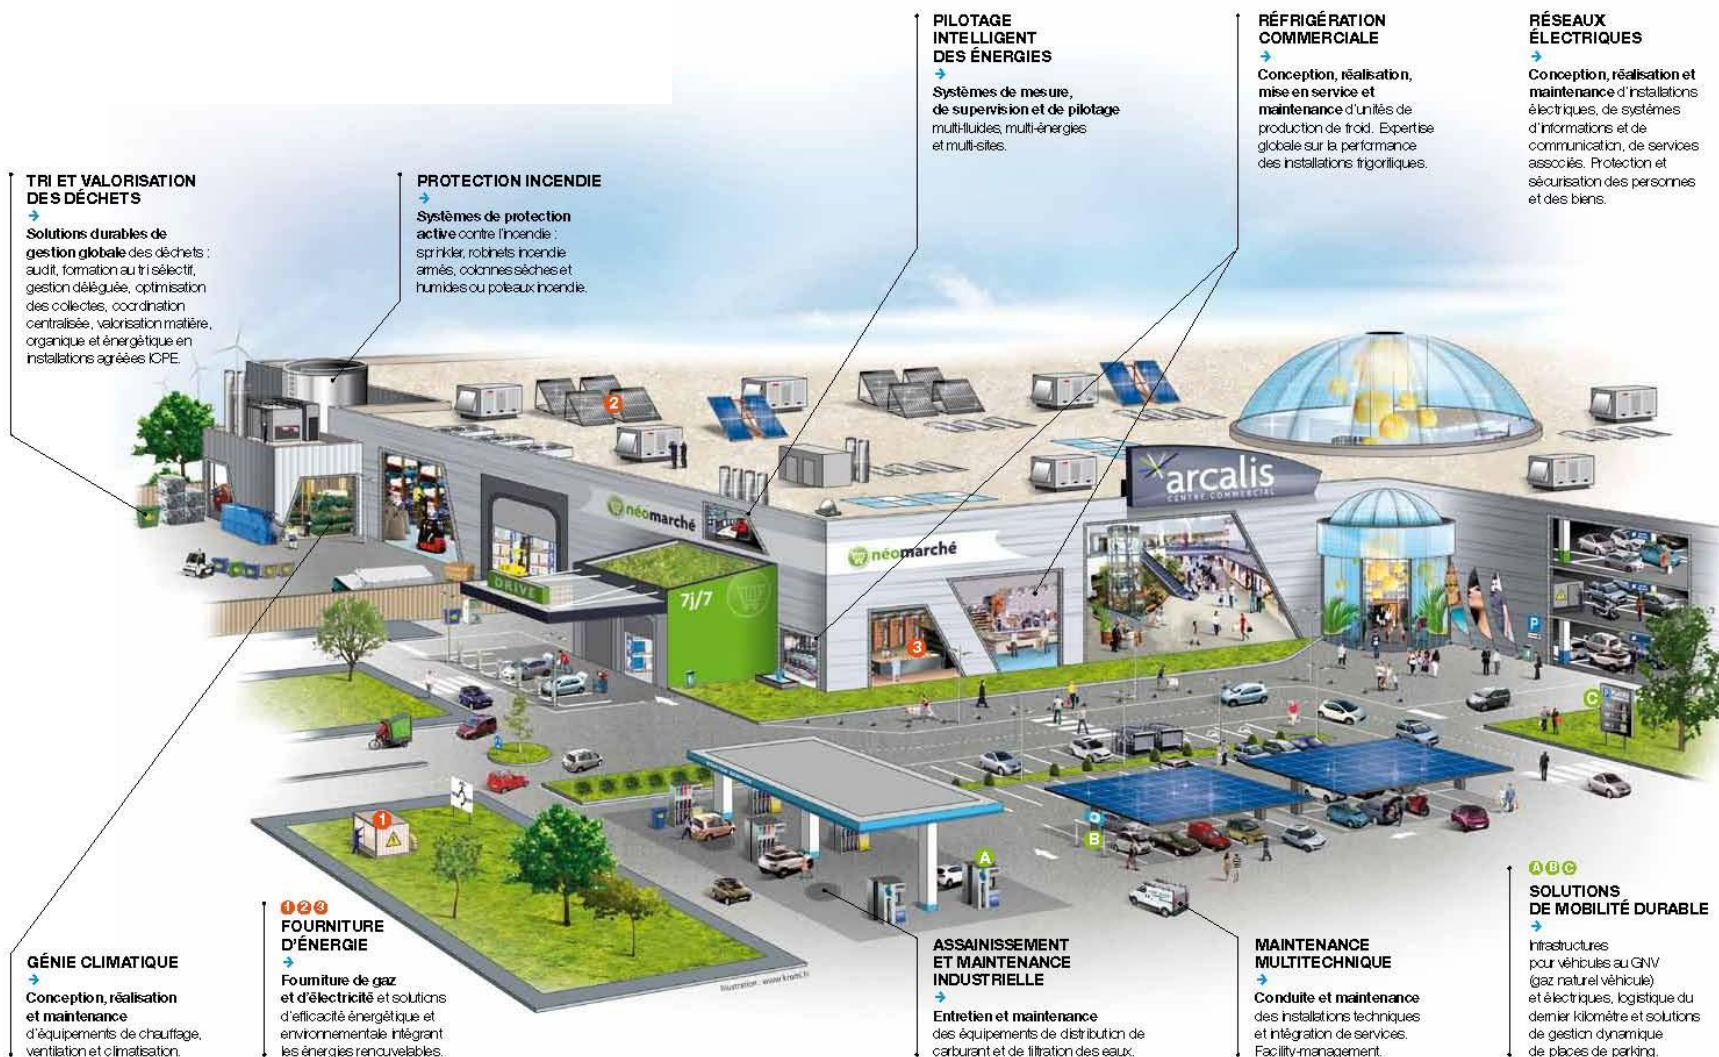 PILOTAGE
INTELLIGENT
DES ÉNERGIES
Systèmes de mesure,
de supervision et de pilotage
multi-fluides, multi-énergies
et multi-sites.
RÉFRIGÉRATION
COMMERCIALE
Conception, réalisation,
mise en service et
maintenance d'unités de
production de froid. Expertise
globale sur la performance
des installations frigorifiques.
RÉSEAUX
ÉLECTRIQUES
Conception, réalisation et
maintenance d'installations
électriques, de systèmes
d'informations et de
communication, de services
associés. Protection et
sécurisation des personnes
et des biens.
TRI ET VALORISATION
DES DÉCHETS
Solutions durables de
gestion globale des déchets :
audit, formation au tri sélectif,
gestion déléguée, optimisation
des collectes, coordination
centralisée, valorisation matière,
organique et énergétique en
installations agréées ICPE.
PROTECTION INCENDIE
Systèmes de protection
active contre l'incendie :
sprinkler, robinets incendie
armés, colonnes sèches et
humides ou poteaux incendie.
2
arcalis
CENTRE COMMERCIAL
néomarché
néomarché
DRIVE
7j/7
3
P
C
1
A
B
GÉNIE CLIMATIQUE
Conception, réalisation
et maintenance
d'équipements de chauffage,
ventilation et climatisation.
1 2 3
FOURNITURE
D'ÉNERGIE
Fourniture de gaz
et d'électricité et solutions
d'efficacité énergétique et
environnementale intégrant
les énergies renouvelables.
Illustration : www.kromi.fr
ASSAINISSEMENT
ET MAINTENANCE
INDUSTRIELLE
Entretien et maintenance
des équipements de distribution de
carburant et de filtration des eaux.
MAINTENANCE
MULTITECHNIQUE
Conduite et maintenance
des installations techniques
et intégration de services.
Facility-management.
A B C
SOLUTIONS
DE MOBILITÉ DURABLE
Infrastructures
pour véhicules au GNV
(gaz naturel véhicule)
et électriques, logistique du
dernier kilomètre et solutions
de gestion dynamique
de places de parking.